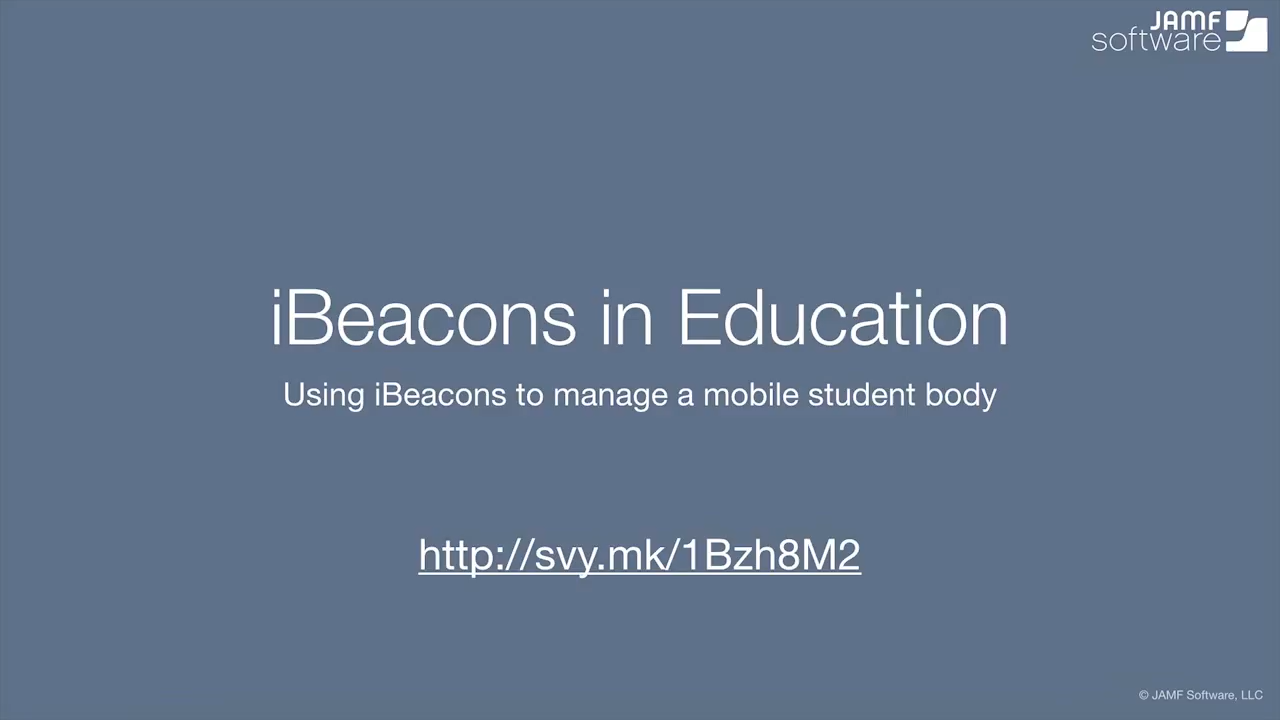 JAMF
software
iBeacons in Education
Using iBeacons to manage a mobile student body
http://svy.mk/1Bzh8M2
© JAMF Software, LLC